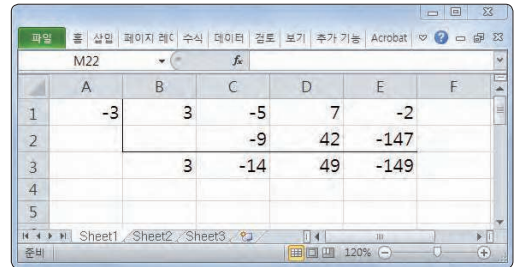 파일 홈 삽입 페이지 레이 수식 데이터 검토 보기 추가 기능 Acrobat
M22 fx
A B C D E F
1 -3 3 -5 7 -2
2 -9 42 -147
3 3 -14 49 -149
4
5
Sheet1 Sheet2 Sheet3
준비 120%